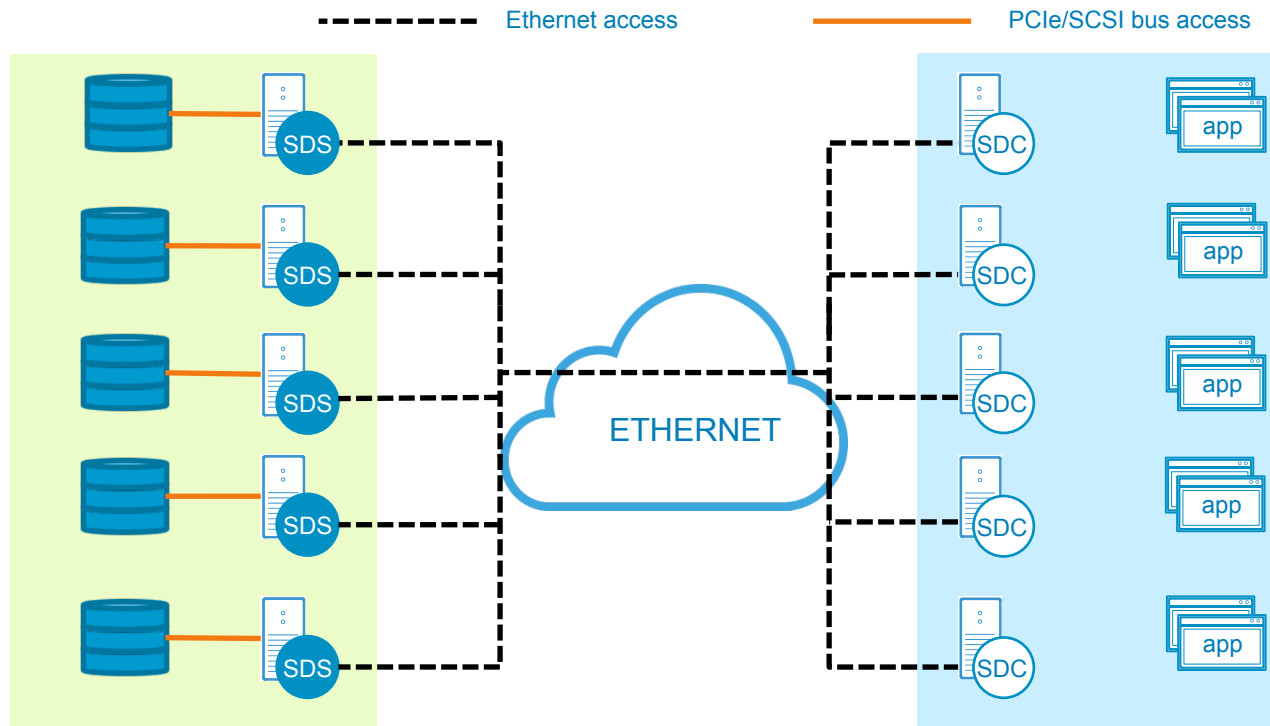 Ethernet access
PCIe/SCSI bus access
SDS
SDC
app
SDS
SDC
app
ETHERNET
SDS
SDC
app
SDS
SDC
app
SDS
SDC
app